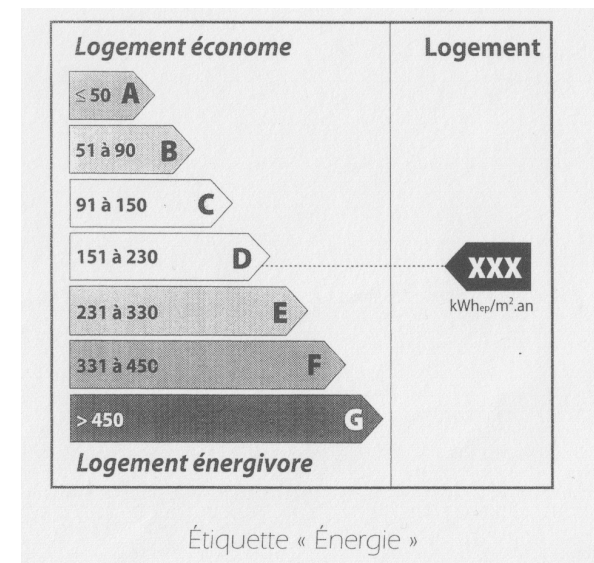 Logement économe
Logement
≤ 50 A
51 à 90 B
91 à 150 C
151 à 230 D
XXX
kWhep/m².an
231 à 330 E
331 à 450 F
> 450 G
Logement énergivore
Étiquette « Énergie »